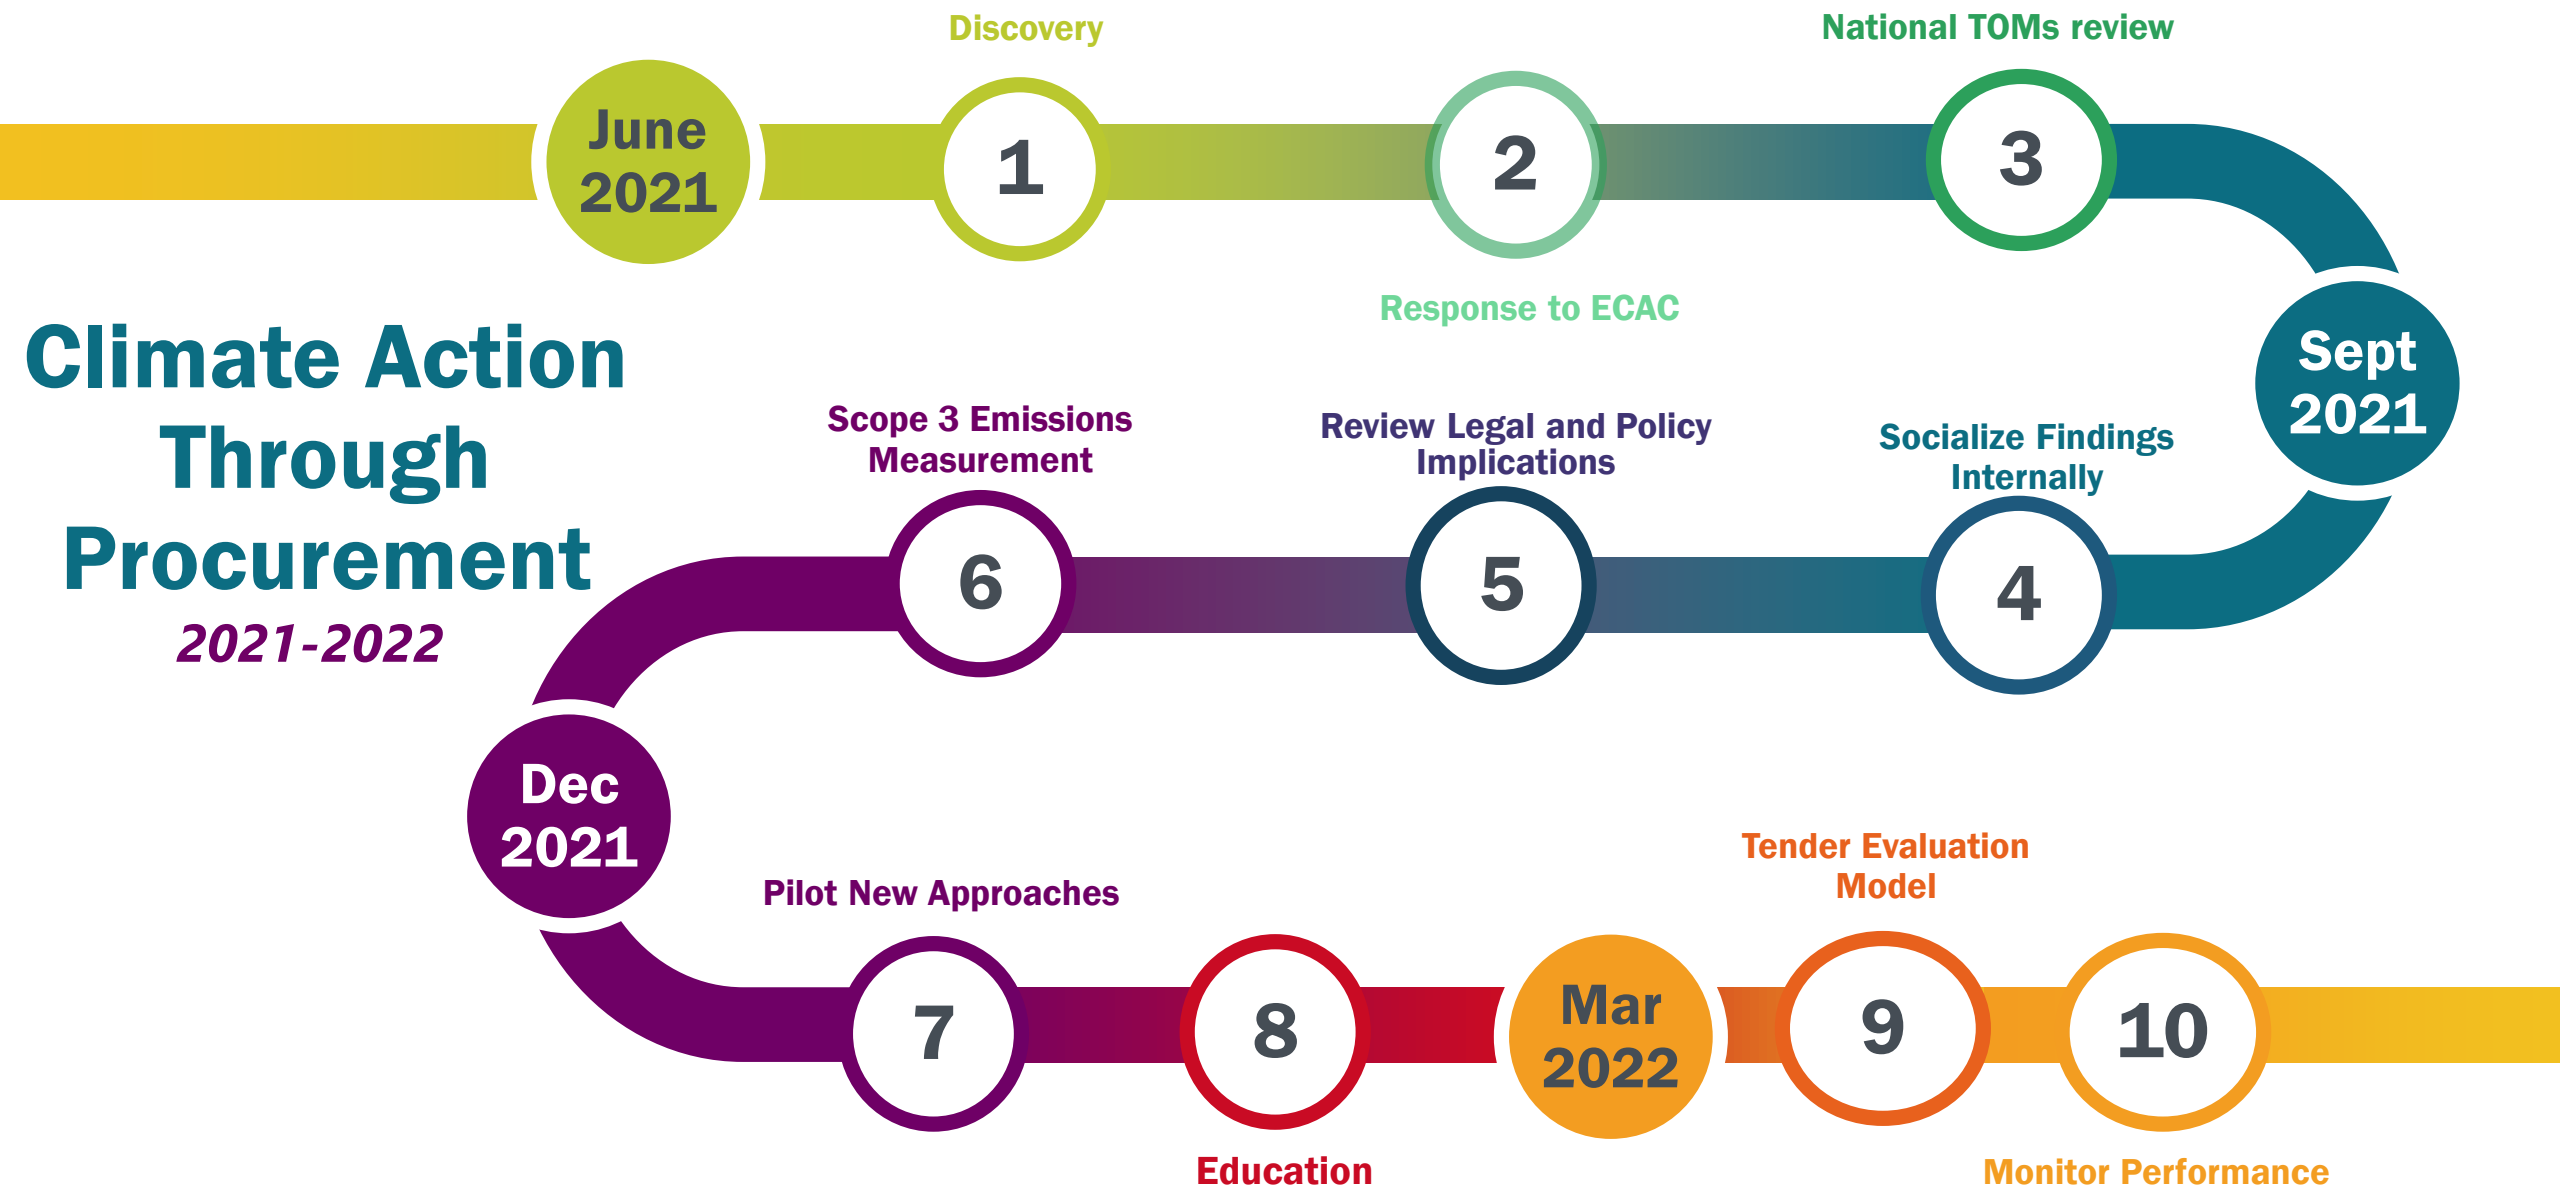 Discovery
National TOMs review
June
2021
1
2
3
Response to ECAC
Climate Action
Through
Procurement
2021-2022
Sept
2021
Socialize Findings
Internally
4
Review Legal and Policy
Implications
5
Scope 3 Emissions
Measurement
6
Dec
2021
Pilot New Approaches
7
8
Education
Mar
2022
Tender Evaluation
Model
9
10
Monitor Performance